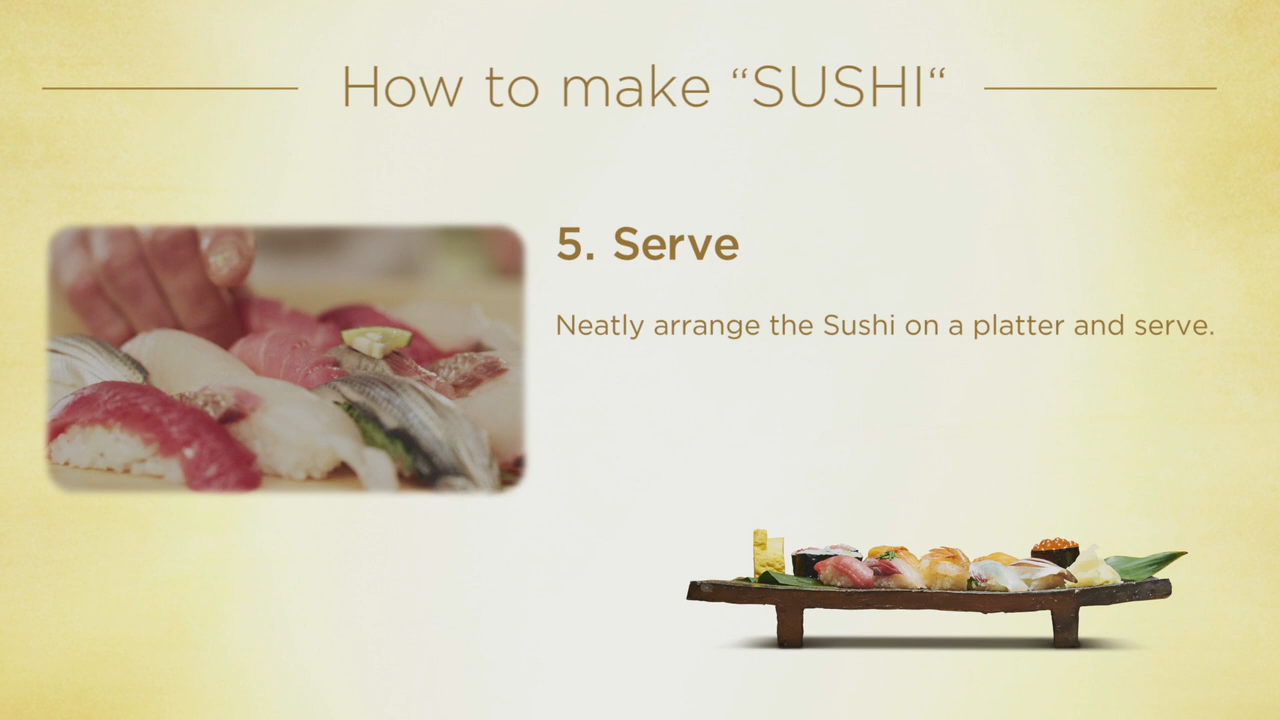 How to make “SUSHI“
5. Serve
Neatly arrange the Sushi on a platter and serve.